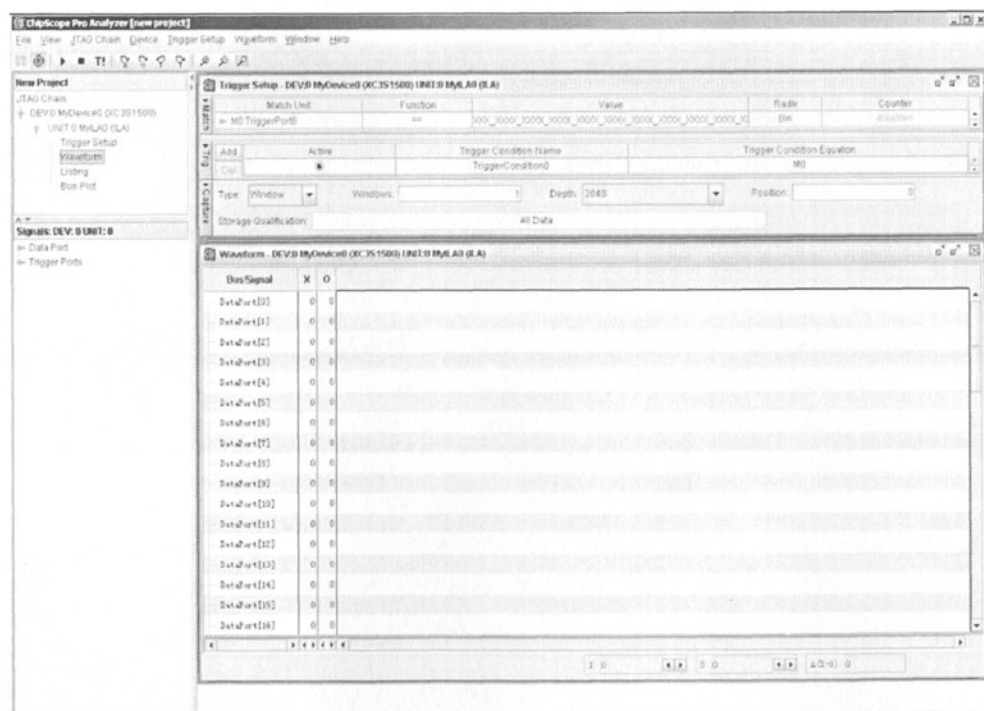 ChipScope Pro Analyzer [new project]
File View JTAG Chain Device Trigger Setup Waveform Window Help
T!
New Project
JTAG Chain
DEV:0 MyDevice0 (XC3S1500)
UNIT:0 MyILA0 (ILA)
Trigger Setup
Waveform
Listing
Bus Plot
Signals: DEV: 0 UNIT: 0
Data Port
Trigger Ports
Trigger Setup - DEV:0 MyDevice0 (XC3S1500) UNIT:0 MyILA0 (ILA)
Match
Match Unit Function Value Radix Counter
M0:TriggerPort0 == Bin disabled
Trig
Add Active Trigger Condition Name Trigger Condition Equation
Del TriggerCondition0 M0
Capture
Type: Window Windows: 1 Depth: 2048 Position: 0
Storage Qualification: All Data
Waveform - DEV:0 MyDevice0 (XC3S1500) UNIT:0 MyILA0 (ILA)
Bus/Signal X O
DataPort[0] 0 0
DataPort[1] 0 0
DataPort[2] 0 0
DataPort[3] 0 0
DataPort[4] 0 0
DataPort[5] 0 0
DataPort[6] 0 0
DataPort[7] 0 0
DataPort[8] 0 0
DataPort[9] 0 0
DataPort[10] 0 0
DataPort[11] 0 0
DataPort[12] 0 0
DataPort[13] 0 0
DataPort[14] 0 0
DataPort[15] 0 0
DataPort[16] 0 0
X: 0 O: 0 Δ(X-O): 0